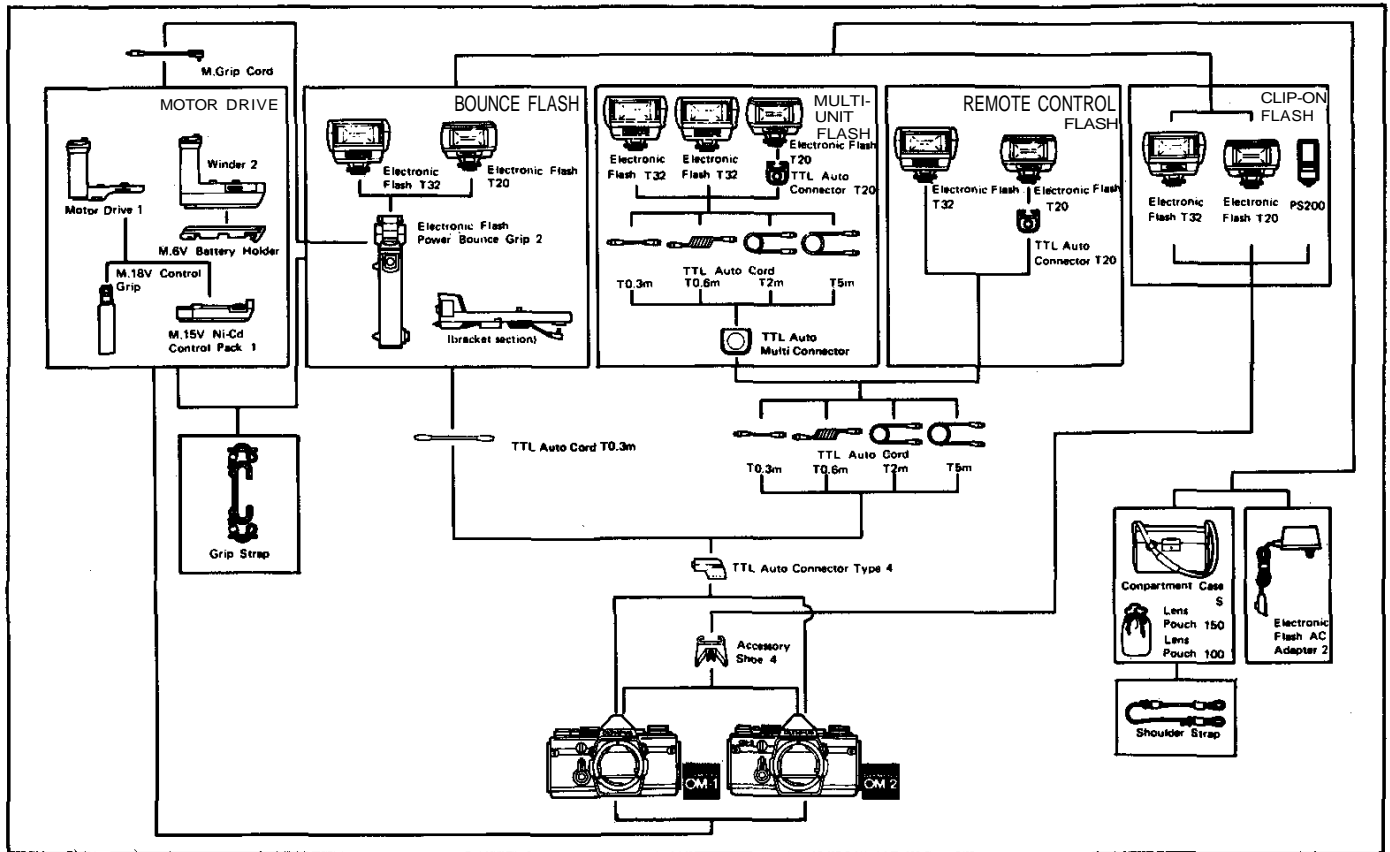 M.Grip Cord
MOTOR DRIVE
Winder 2
Motor Drive 1
M.6V Battery Holder
M.18V Control
Grip
M.15V Ni-Cd
Control Pack 1
Grip Strap
BOUNCE FLASH
Electronic
Flash T32
Electronic Flash
T20
Electronic Flash
Power Bounce Grip 2
(bracket section)
TTL Auto Cord T0.3m
MULTI-
UNIT
FLASH
Electronic
Flash T32
Electronic
Flash T32
Electronic Flash
T20
TTL Auto
Connector T20
TTL Auto Cord
T0.3m T0.6m T2m T5m
TTL Auto
Multi Connector
REMOTE CONTROL
FLASH
Electronic Flash
T32
Electronic Flash
T20
TTL Auto
Connector T20
TTL Auto Cord
T0.3m T0.6m T2m T5m
CLIP-ON
FLASH
Electronic
Flash T32
Electronic
Flash T20
PS200
TTL Auto Connector Type 4
Accessory
Shoe 4
OLYMPUS
OM-1
OLYMPUS
OM-2
Conpartment Case
S
Lens
Pouch 150
Lens
Pouch 100
Electronic
Flash AC
Adapter 2
Shoulder Strap